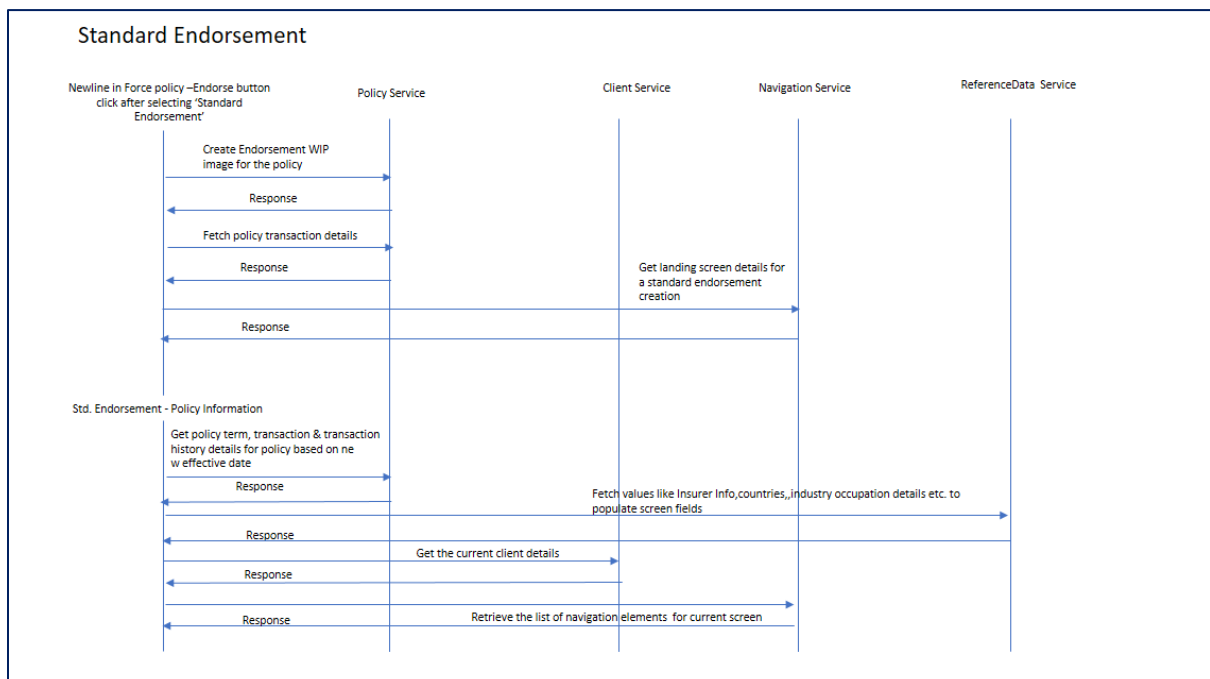 Standard Endorsement
Newline in Force policy –Endorse button
click after selecting ‘Standard
Endorsement’
Policy Service
Client Service
Navigation Service
ReferenceData Service
Create Endorsement WIP
image for the policy
Response
Fetch policy transaction details
Response
Get landing screen details for
a standard endorsement
creation
Response
Std. Endorsement - Policy Information
Get policy term, transaction & transaction
history details for policy based on ne
w effective date
Response
Fetch values like Insurer Info,countries,,industry occupation details etc. to
populate screen fields
Response
Get the current client details
Response
Retrieve the list of navigation elements for current screen
Response